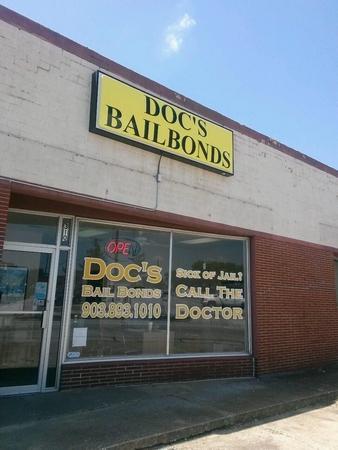 DOC'S
BAILBONDS
OPEN
DOC'S
BAIL BONDS
903.893.1010
SICK OF JAIL?
CALL THE
DOCTOR